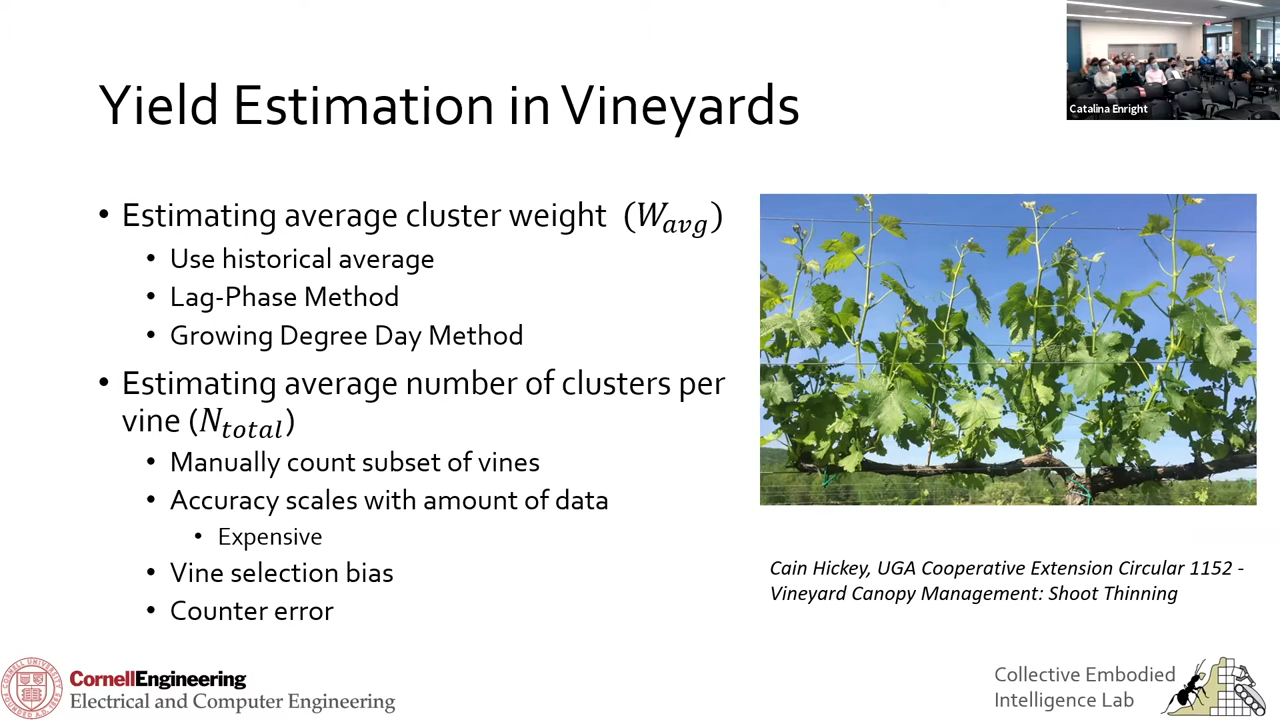 Catalina Enright
Yield Estimation in Vineyards
• Estimating average cluster weight (W_avg)
• Use historical average
• Lag-Phase Method
• Growing Degree Day Method
• Estimating average number of clusters per
vine (N_total)
• Manually count subset of vines
• Accuracy scales with amount of data
• Expensive
• Vine selection bias
• Counter error
Cain Hickey, UGA Cooperative Extension Circular 1152 -
Vineyard Canopy Management: Shoot Thinning
CornellEngineering
Electrical and Computer Engineering
Collective Embodied
Intelligence Lab